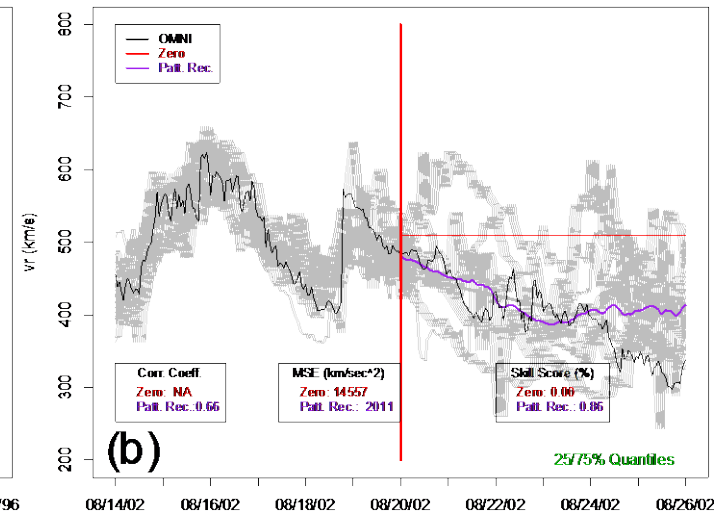 800
700
600
500
400
300
200
vr (km/s)
OMNI
Zero
Patt. Rec.
Corr. Coeff.
Zero: NA
Patt. Rec.:0.66
MSE (km/sec^2)
Zero: 14557
Patt. Rec.: 2011
Skill Score (%)
Zero: 0.00
Patt. Rec.: 0.86
(b)
25/75% Quantiles
/96
08/14/02
08/16/02
08/18/02
08/20/02
08/22/02
08/24/02
08/26/02